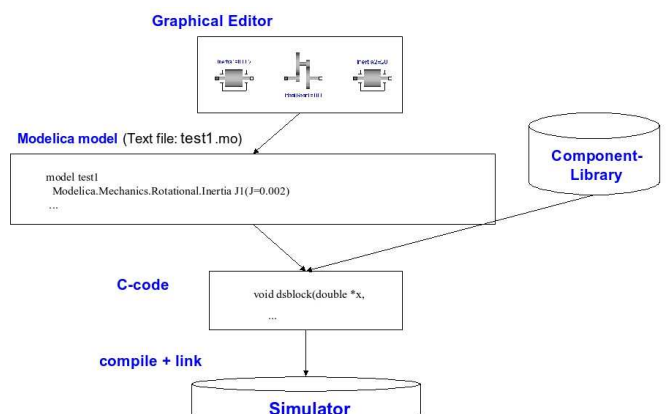 Graphical Editor
Modelica model (Text file: test1.mo)
model test1
Modelica.Mechanics.Rotational.Inertia J1(J=0.002)
...
Component-
Library
C-code
void dsblock(double *x,
...
compile + link
Simulator